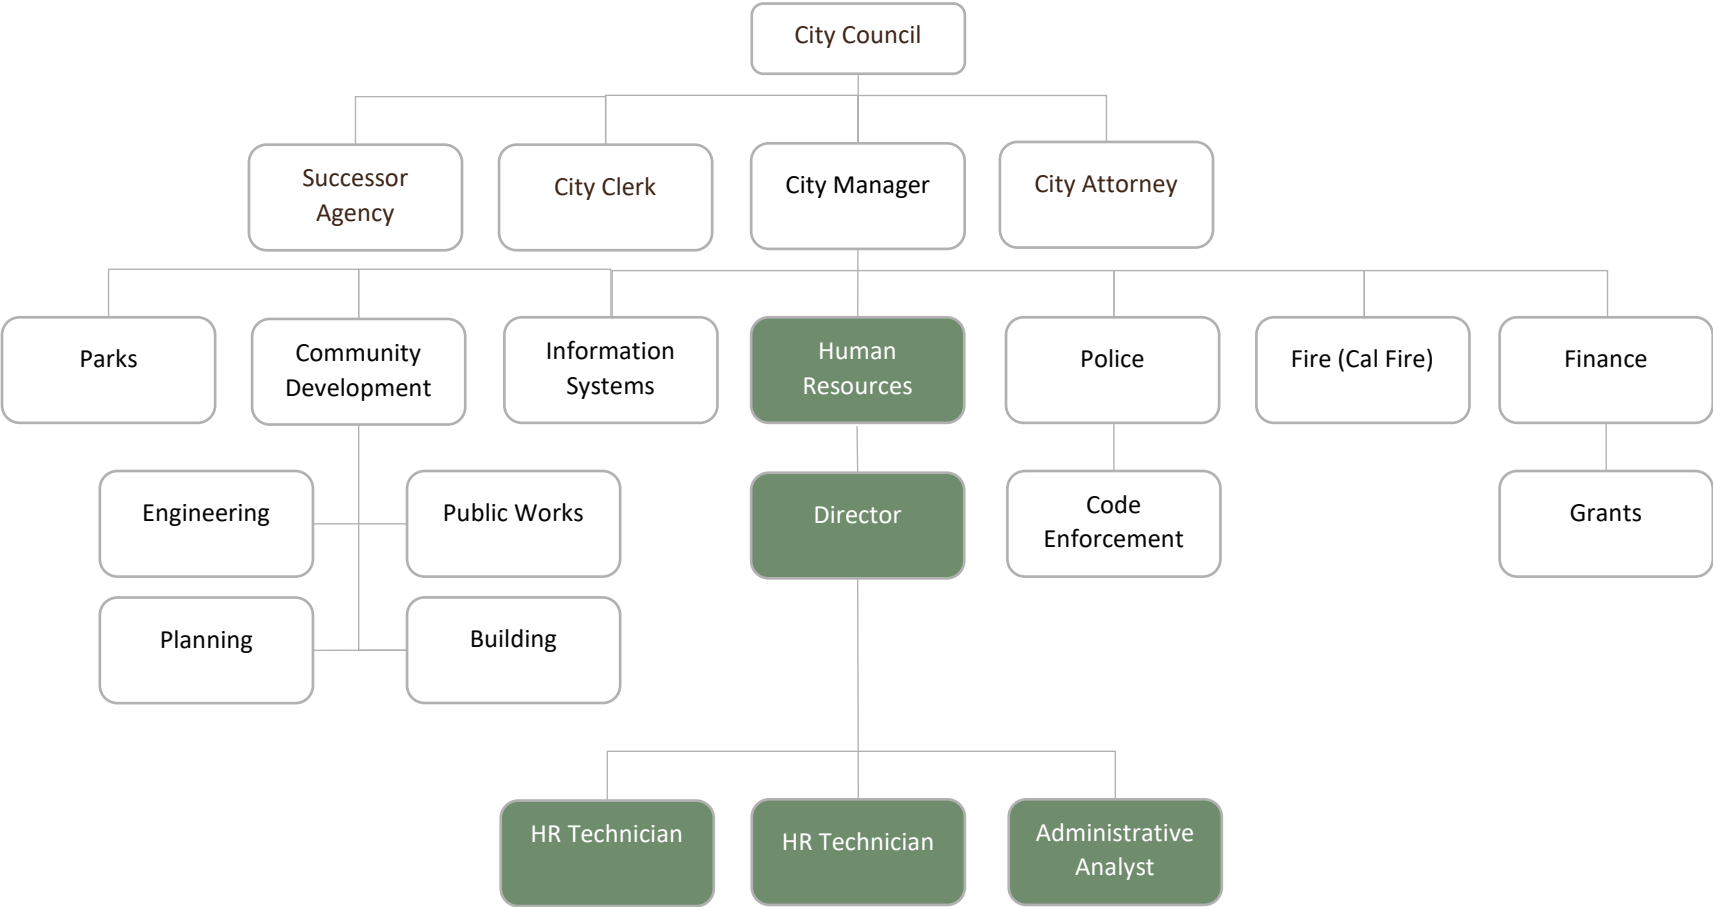 City Council
Successor
Agency
City Clerk
City Manager
City Attorney
Parks
Community
Development
Information
Systems
Human
Resources
Police
Fire (Cal Fire)
Finance
Engineering
Public Works
Director
Code
Enforcement
Grants
Planning
Building
HR Technician
HR Technician
Administrative
Analyst